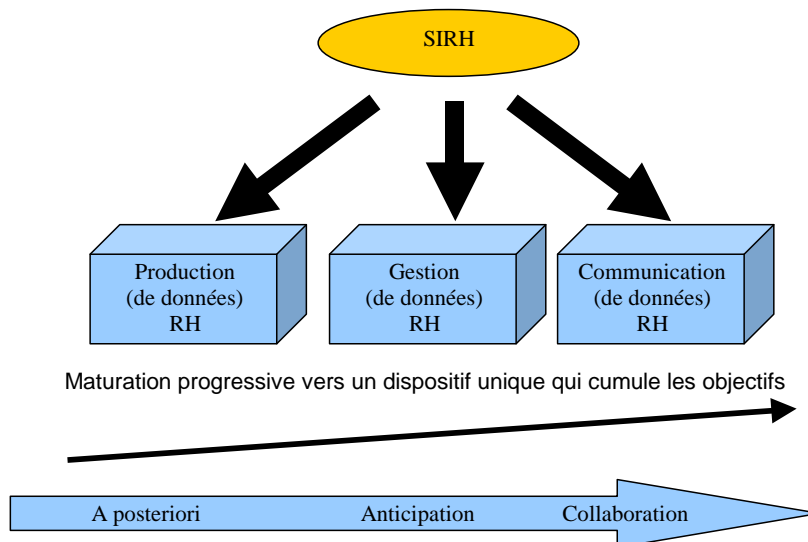 SIRH
Production
(de données)
RH
Gestion
(de données)
RH
Communication
(de données)
RH
Maturation progressive vers un dispositif unique qui cumule les objectifs
A posteriori
Anticipation
Collaboration